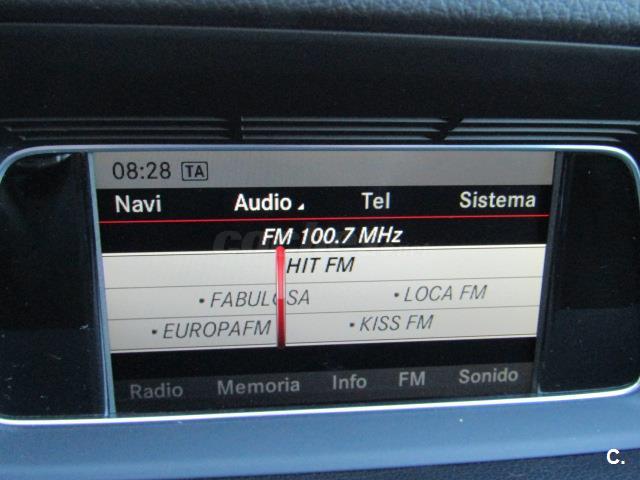 08:28 TA
Navi Audio Tel Sistema
FM 100.7 MHz
HIT FM
• FABULOSA • LOCA FM
• EUROPAFM • KISS FM
Radio Memoria Info FM Sonido
C.